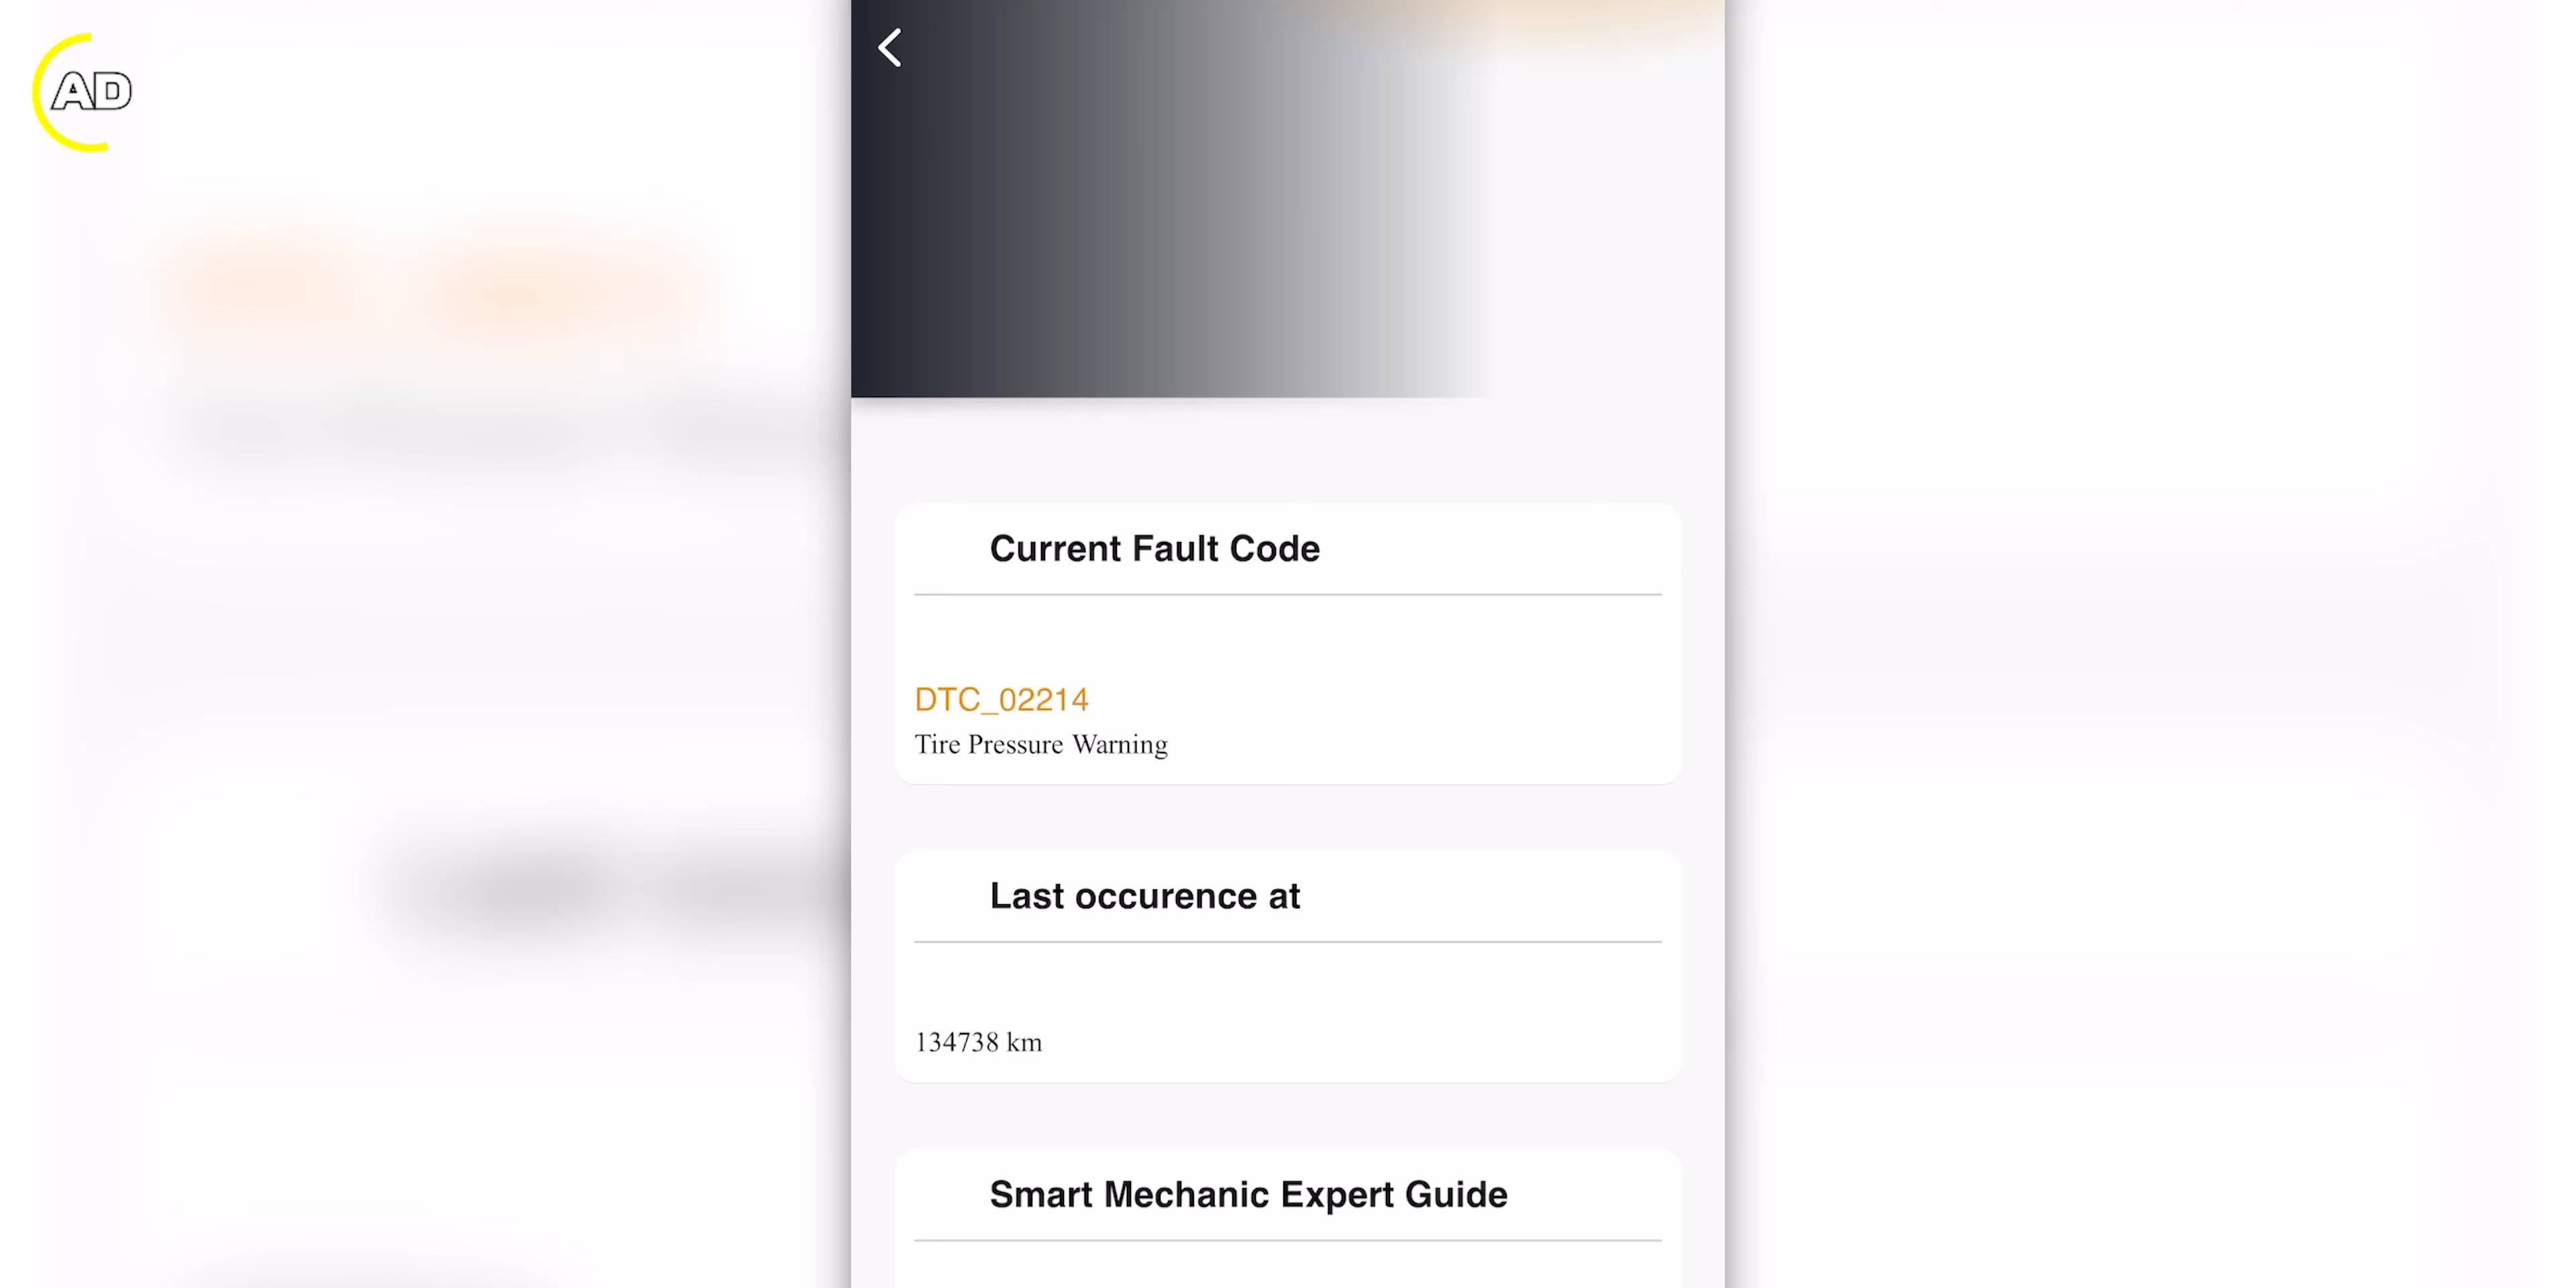 AD
Current Fault Code
DTC_02214
Tire Pressure Warning
Last occurence at
134738 km
Smart Mechanic Expert Guide